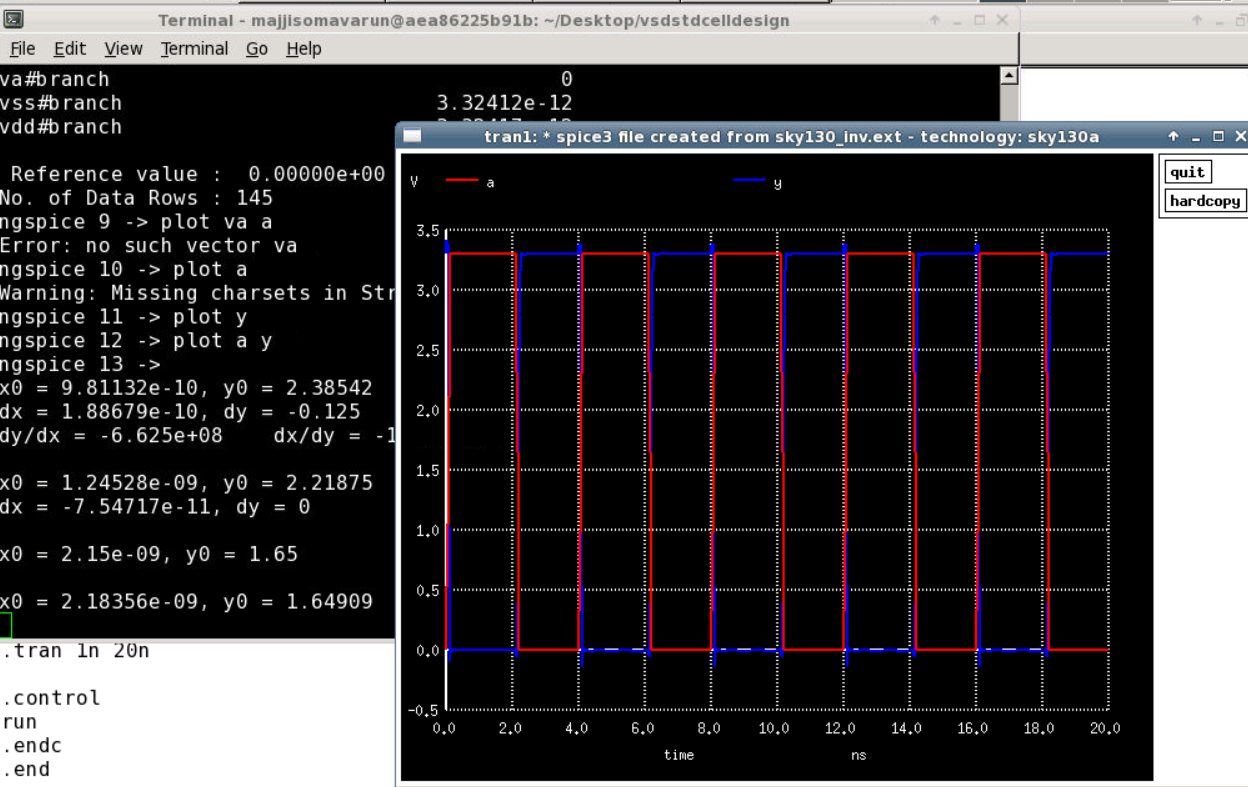 Terminal - majjisomavarun@aea86225b91b: ~/Desktop/vsdstdcelldesign
File Edit View Terminal Go Help
va#branch 0
vss#branch 3.32412e-12
vdd#branch
Reference value : 0.00000e+00
No. of Data Rows : 145
ngspice 9 -> plot va a
Error: no such vector va
ngspice 10 -> plot a
Warning: Missing charsets in Str
ngspice 11 -> plot y
ngspice 12 -> plot a y
ngspice 13 ->
x0 = 9.81132e-10, y0 = 2.38542
dx = 1.88679e-10, dy = -0.125
dy/dx = -6.625e+08 dx/dy = -1
x0 = 1.24528e-09, y0 = 2.21875
dx = -7.54717e-11, dy = 0
x0 = 2.15e-09, y0 = 1.65
x0 = 2.18356e-09, y0 = 1.64909
.tran 1n 20n
.control
run
.endc
.end
tran1: * spice3 file created from sky130_inv.ext - technology: sky130a
quit
hardcopy
V a y
3.5
3.0
2.5
2.0
1.5
1.0
0.5
0.0
-0.5
0.0 2.0 4.0 6.0 8.0 10.0 12.0 14.0 16.0 18.0 20.0
time ns